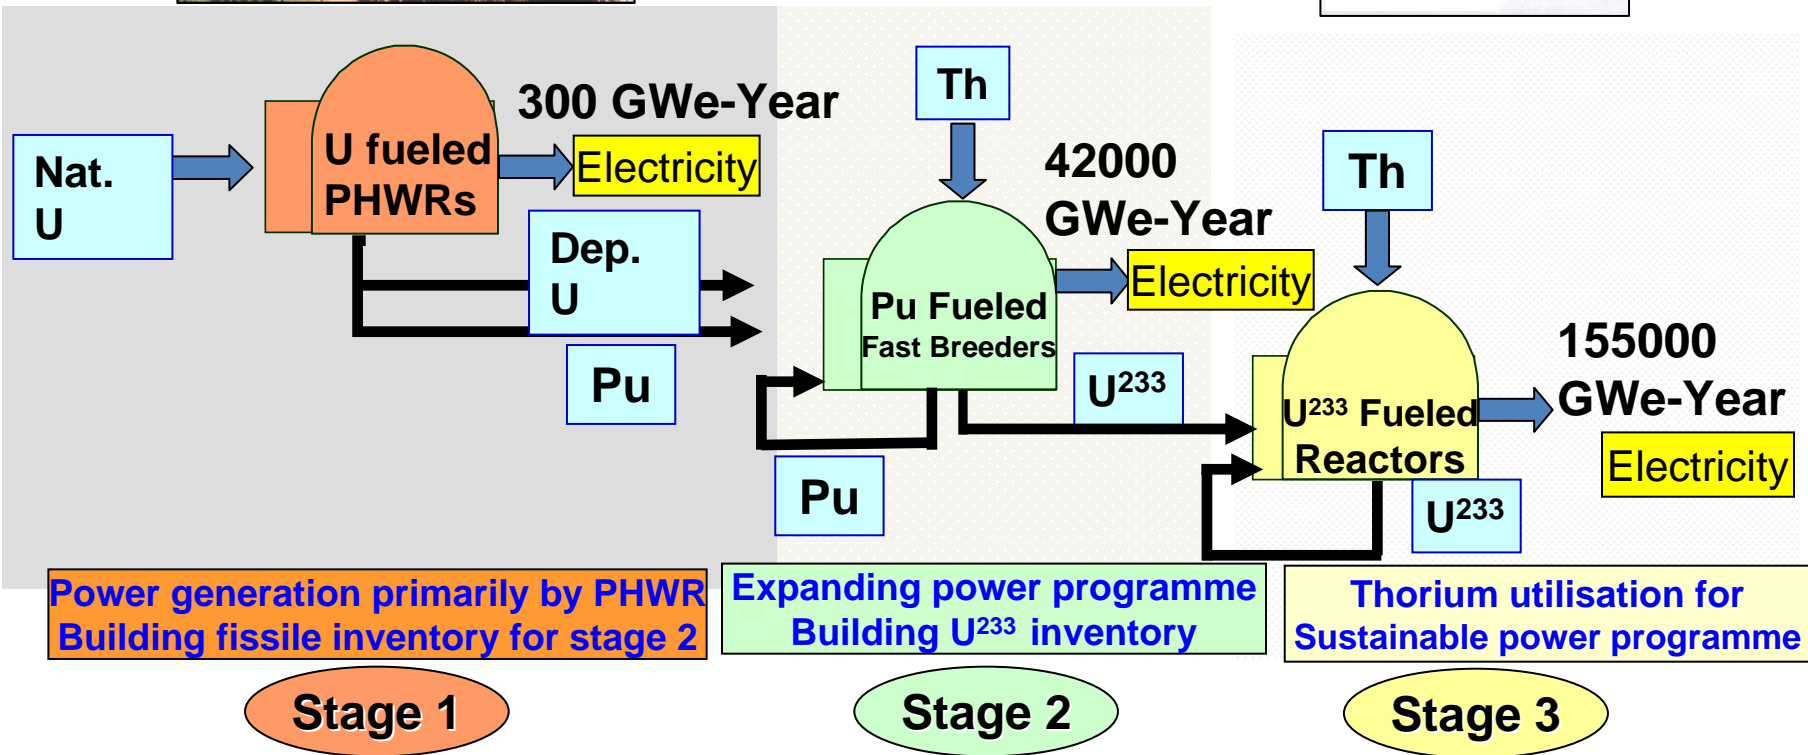 Nat.
U
U fueled
PHWRs
300 GWe-Year
Electricity
Dep.
U
Pu
Th
42000
GWe-Year
Electricity
Pu Fueled
Fast Breeders
Pu
U²³³
Th
155000
GWe-Year
Electricity
U²³³ Fueled
Reactors
U²³³
Power generation primarily by PHWR
Building fissile inventory for stage 2
Expanding power programme
Building U²³³ inventory
Thorium utilisation for
Sustainable power programme
Stage 1
Stage 2
Stage 3